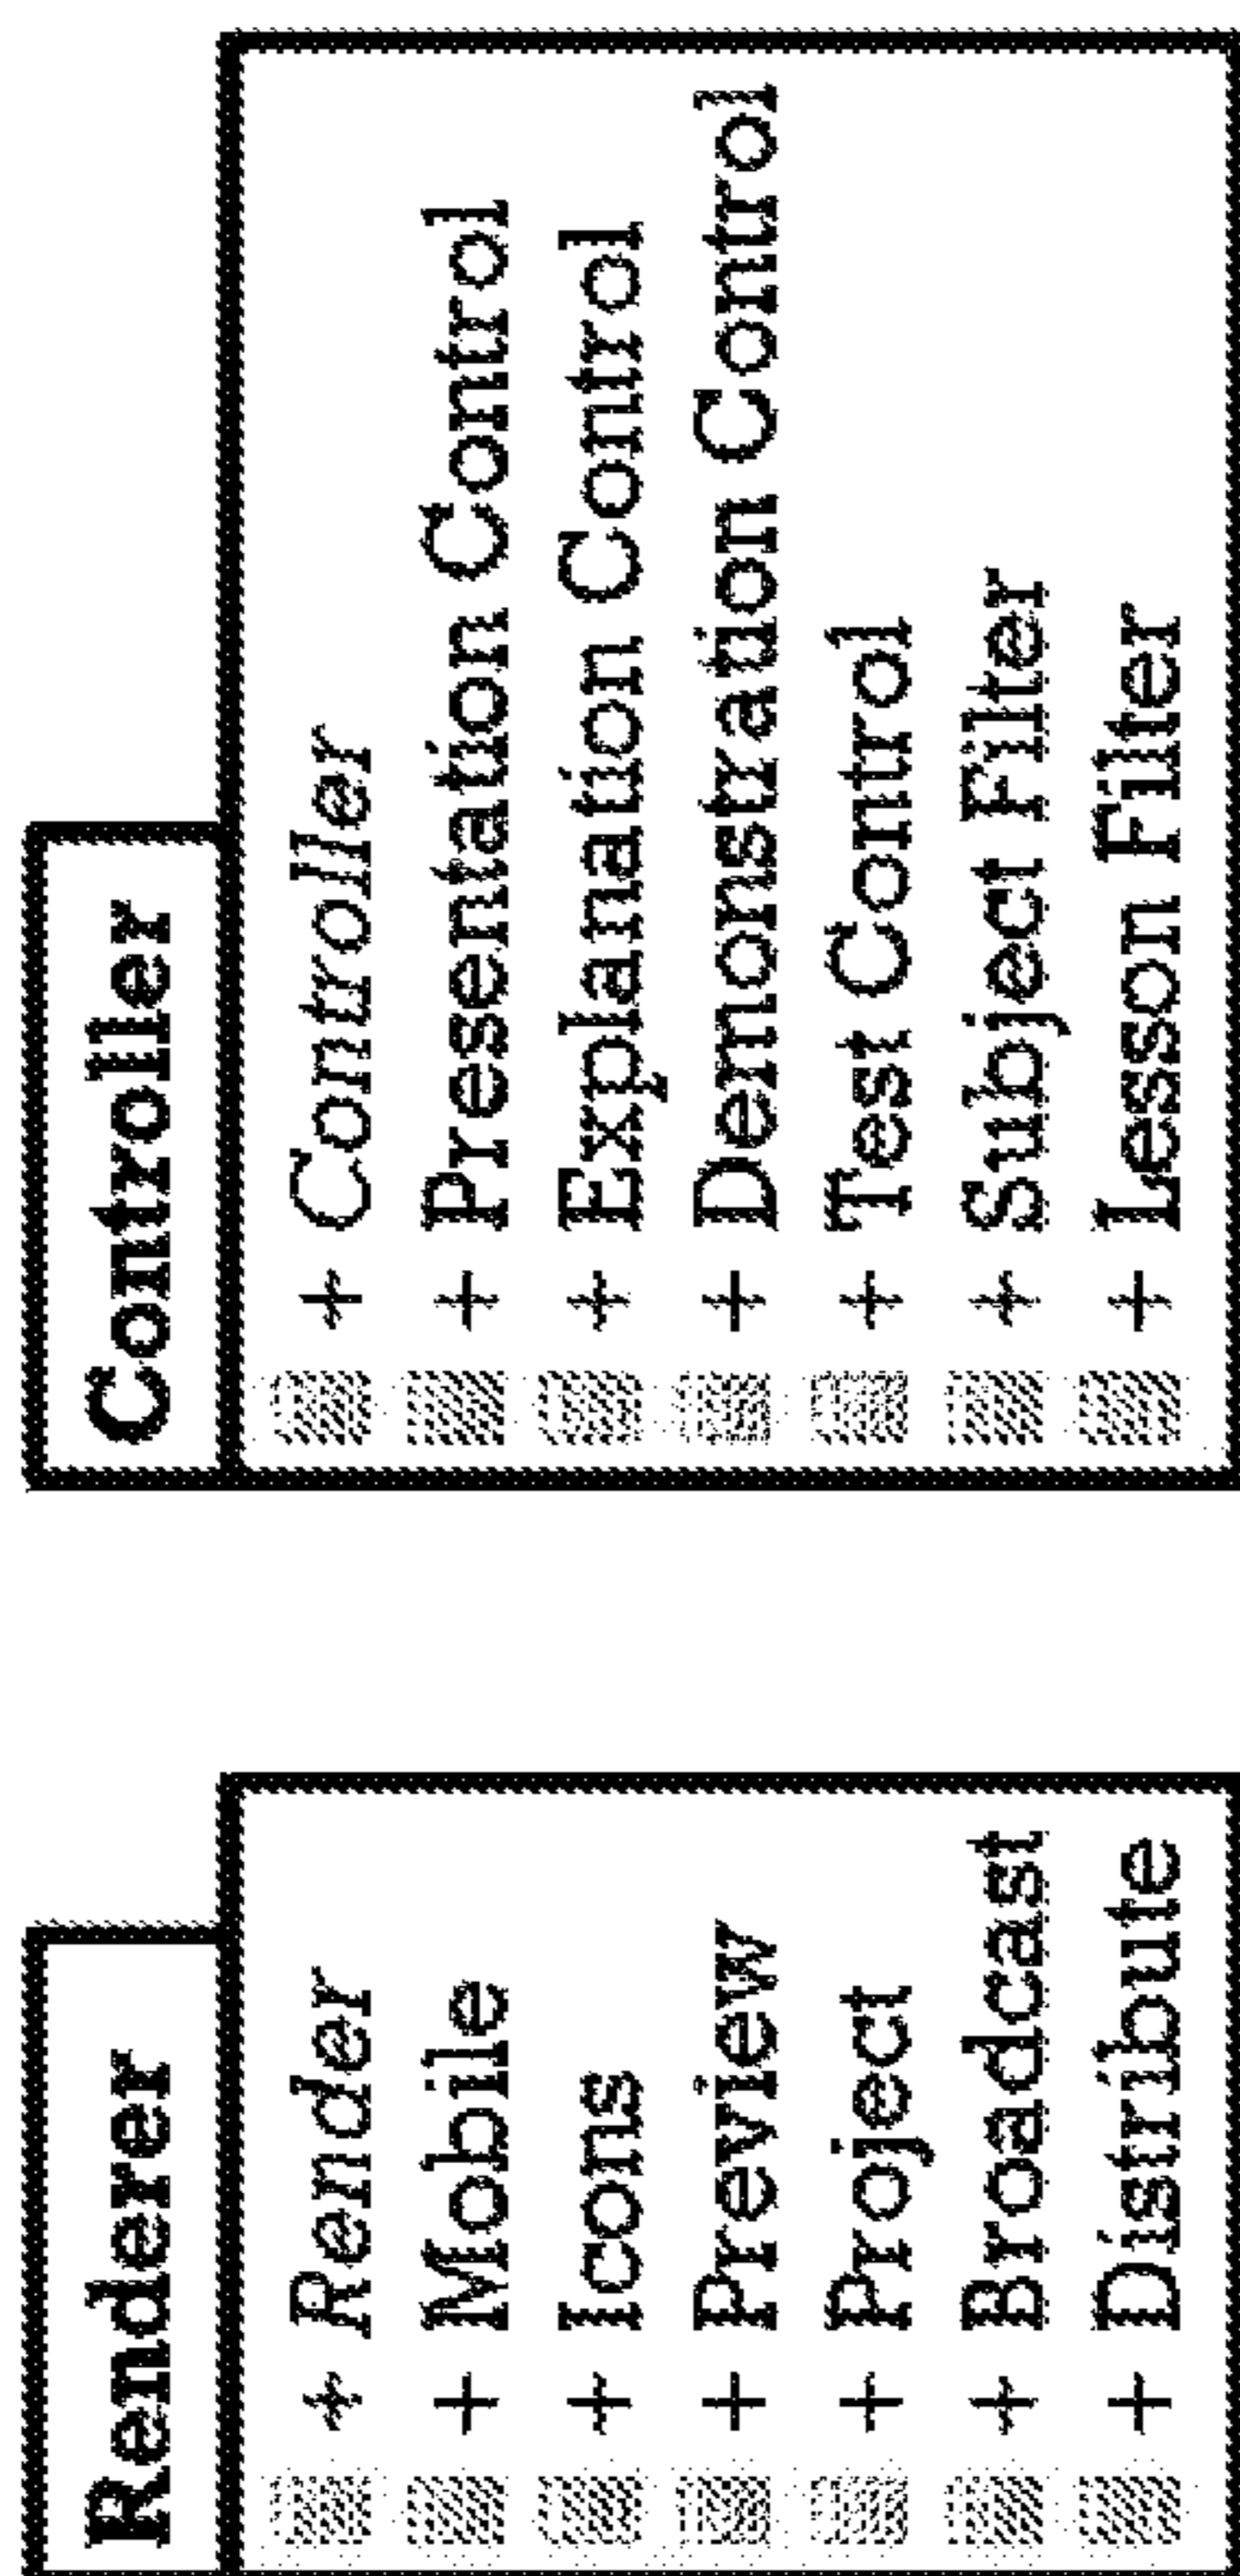 Renderer
+ Render
+ Mobile
+ Icons
+ Preview
+ Project
+ Broadcast
+ Distribute
Controller
+ Controller
+ Presentation Control
+ Explanation Control
+ Demonstration Control
+ Test Control
+ Subject Filter
+ Lesson Filter